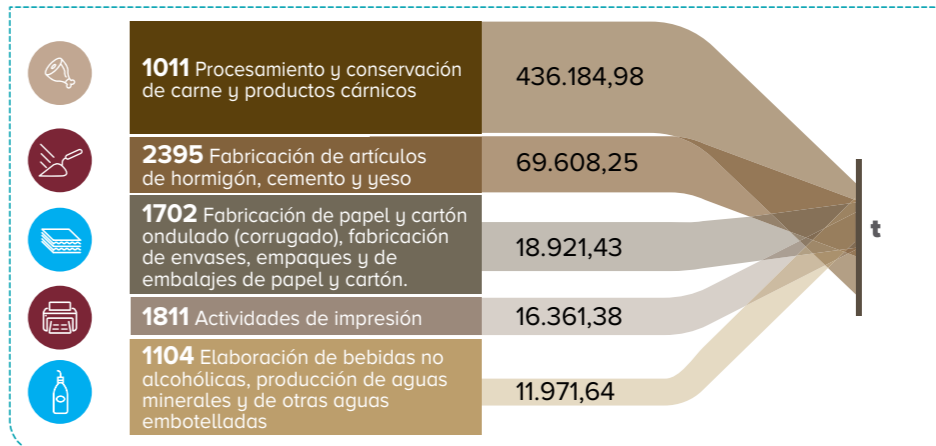 1011 Procesamiento y conservación
de carne y productos cárnicos
436.184,98
2395 Fabricación de artículos
de hormigón, cemento y yeso
69.608,25
1702 Fabricación de papel y cartón
ondulado (corrugado), fabricación
de envases, empaques y de
embalajes de papel y cartón.
18.921,43
1811 Actividades de impresión
16.361,38
1104 Elaboración de bebidas no
alcohólicas, producción de aguas
minerales y de otras aguas
embotelladas
11.971,64
t